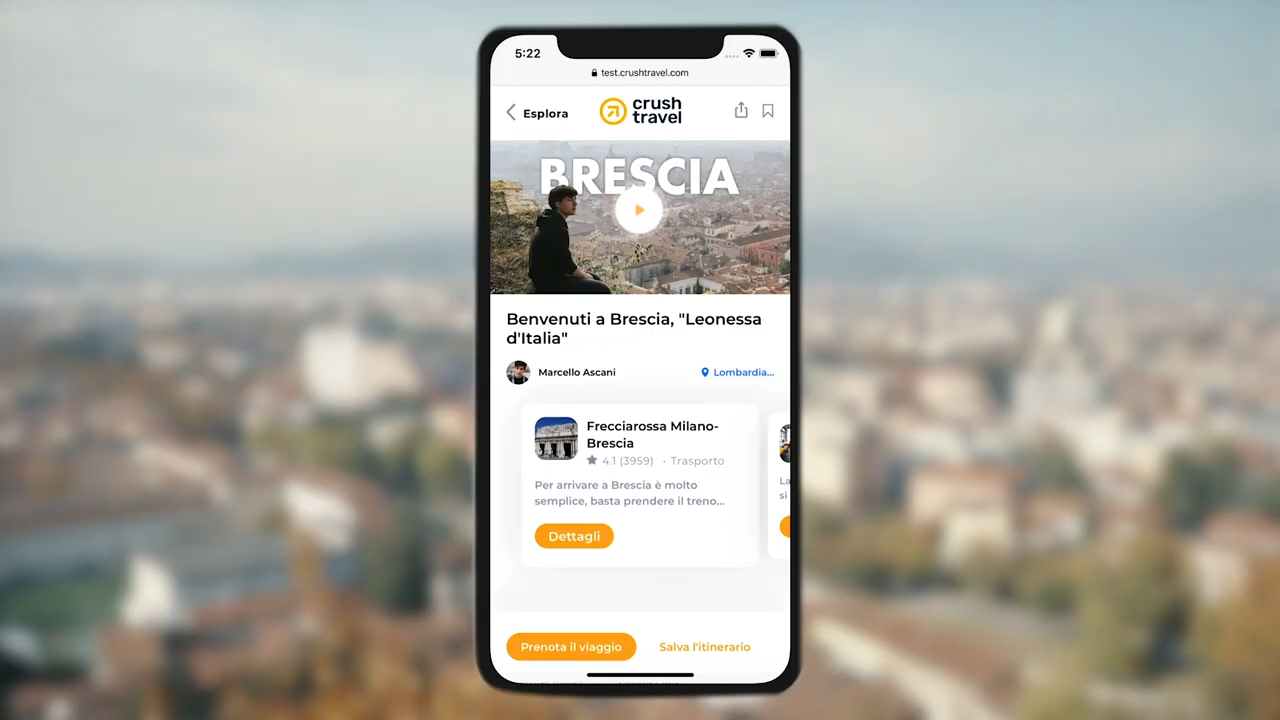 5:22
test.crushtravel.com
Esplora
crush
travel
BRESCIA
Benvenuti a Brescia, "Leonessa
d'Italia"
Marcello Ascani
Lombardia...
Frecciarossa Milano-
Brescia
4.1 (3959) • Trasporto
Per arrivare a Brescia è molto
semplice, basta prendere il treno...
Dettagli
La
si
Prenota il viaggio
Salva l'itinerario